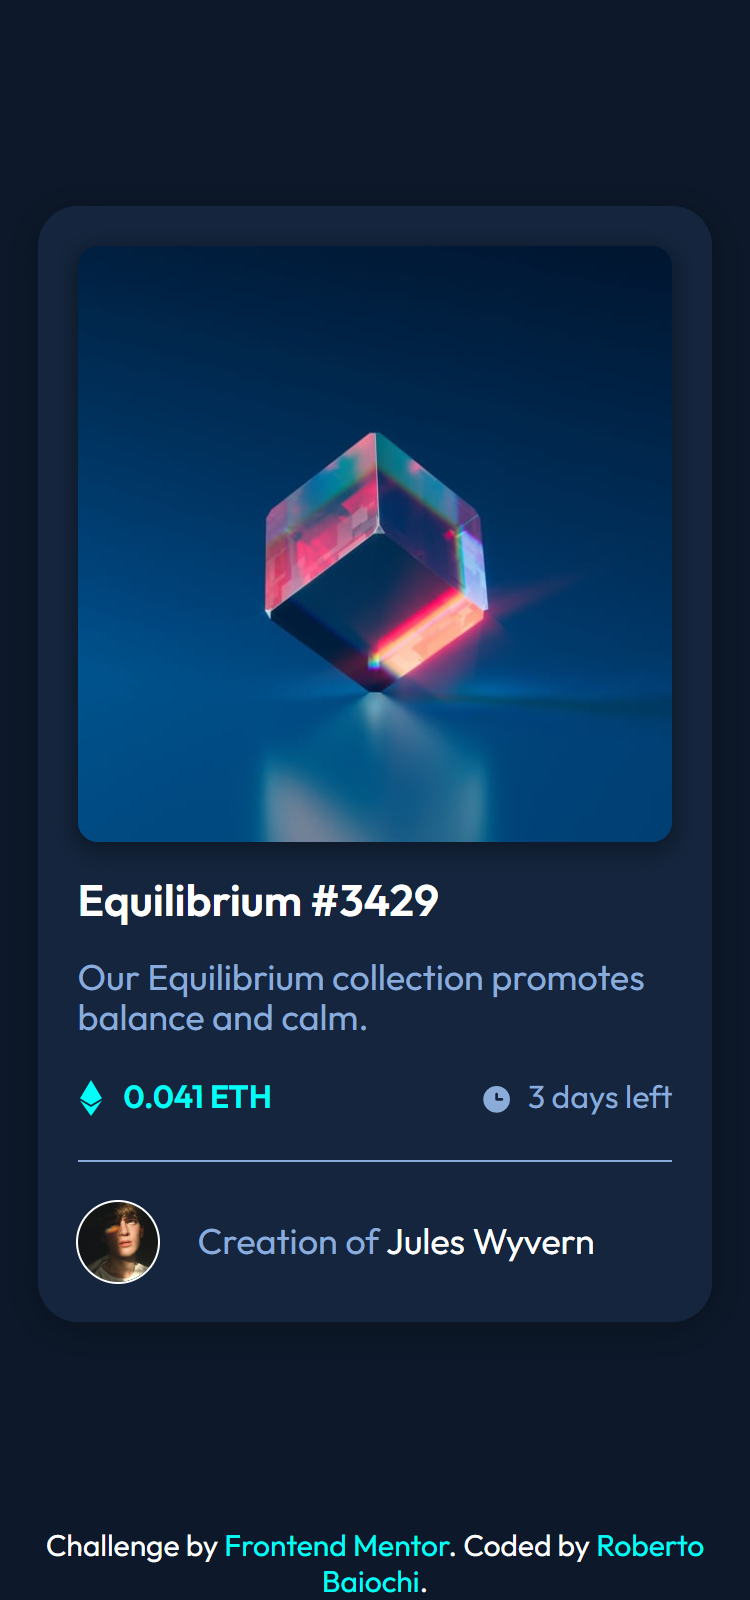 Equilibrium #3429
Our Equilibrium collection promotes
balance and calm.
0.041 ETH
3 days left
Creation of Jules Wyvern
Challenge by Frontend Mentor. Coded by Roberto
Baiochi.